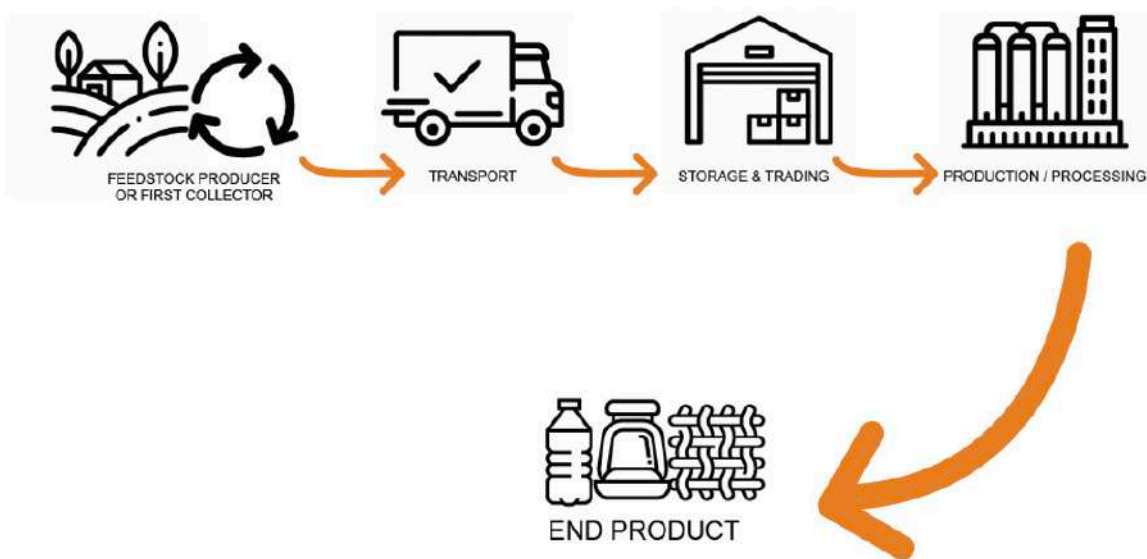 FEEDSTOCK PRODUCER
OR FIRST COLLECTOR
TRANSPORT
STORAGE & TRADING
PRODUCTION / PROCESSING
END PRODUCT